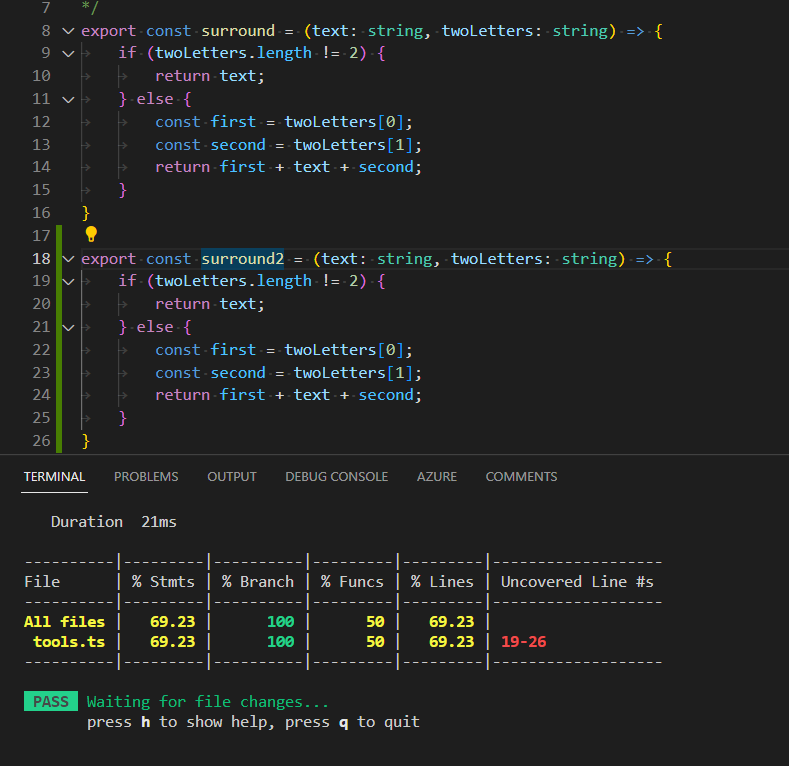 7 */
8 export const surround = (text: string, twoLetters: string) => {
9 if (twoLetters.length != 2) {
10 return text;
11 } else {
12 const first = twoLetters[0];
13 const second = twoLetters[1];
14 return first + text + second;
15 }
16 }
17
18 export const surround2 = (text: string, twoLetters: string) => {
19 if (twoLetters.length != 2) {
20 return text;
21 } else {
22 const first = twoLetters[0];
23 const second = twoLetters[1];
24 return first + text + second;
25 }
26 }
TERMINAL PROBLEMS OUTPUT DEBUG CONSOLE AZURE COMMENTS
Duration 21ms
----------|---------|----------|---------|---------|-------------------
File | % Stmts | % Branch | % Funcs | % Lines | Uncovered Line #s
----------|---------|----------|---------|---------|-------------------
All files | 69.23 | 100 | 50 | 69.23 |
tools.ts | 69.23 | 100 | 50 | 69.23 | 19-26
----------|---------|----------|---------|---------|-------------------
PASS Waiting for file changes...
press h to show help, press q to quit